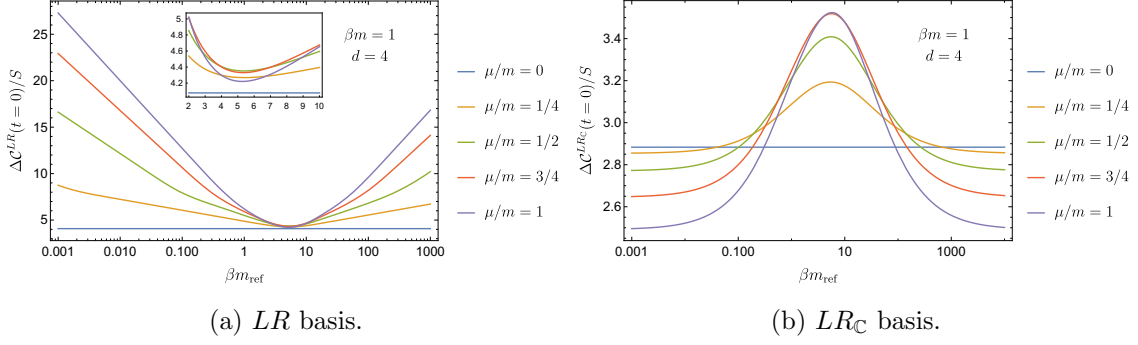 ΔC^{LR}(t = 0)/S
25
20
15
10
5
0.001 0.010 0.100 1 10 100 1000
βm_ref
5.
4.8
4.6
4.4
4.2
2 3 4 5 6 7 8 9 10
βm = 1
d = 4
μ/m = 0
μ/m = 1/4
μ/m = 1/2
μ/m = 3/4
μ/m = 1
(a) LR basis.
ΔC^{LR_ℂ}(t = 0)/S
3.4
3.2
3.0
2.8
2.6
0.001 0.100 10 1000
βm_ref
βm = 1
d = 4
μ/m = 0
μ/m = 1/4
μ/m = 1/2
μ/m = 3/4
μ/m = 1
(b) LR_ℂ basis.